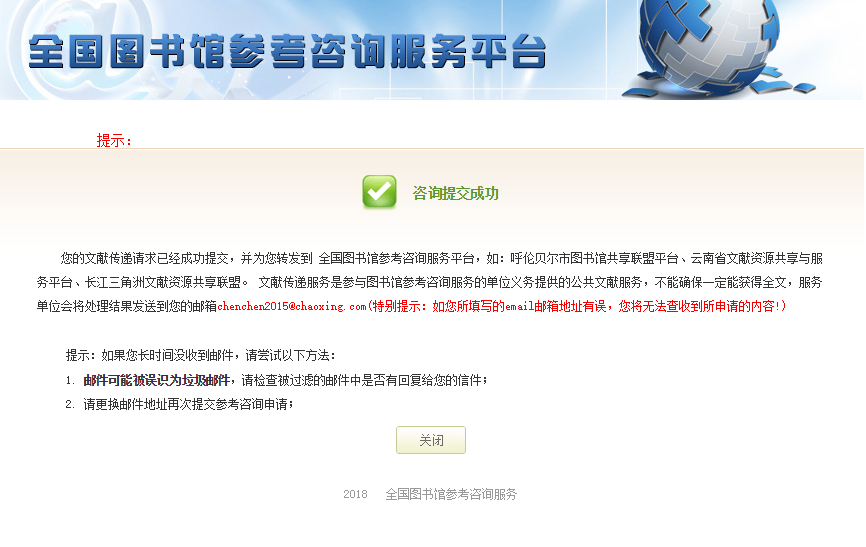 全国图书馆参考咨询服务平台
提示：
咨询提交成功
您的文献传递请求已经成功提交，并为您转发到 全国图书馆参考咨询服务平台，如：呼伦贝尔市图书馆共享联盟平台、云南省文献资源共享与服
务平台、长江三角洲文献资源共享联盟。 文献传递服务是参与图书馆参考咨询服务的单位义务提供的公共文献服务，不能确保一定能获得全文，服务
单位会将处理结果发送到您的邮箱chenchen2015@chaoxing.com(特别提示：如您所填写的email邮箱地址有误，您将无法查收到所申请的内容!)
提示：如果您长时间没收到邮件，请尝试以下方法：
1. 邮件可能被误识为垃圾邮件，请检查被过滤的邮件中是否有回复给您的信件；
2. 请更换邮件地址再次提交参考咨询申请；
关闭
2018 全国图书馆参考咨询服务